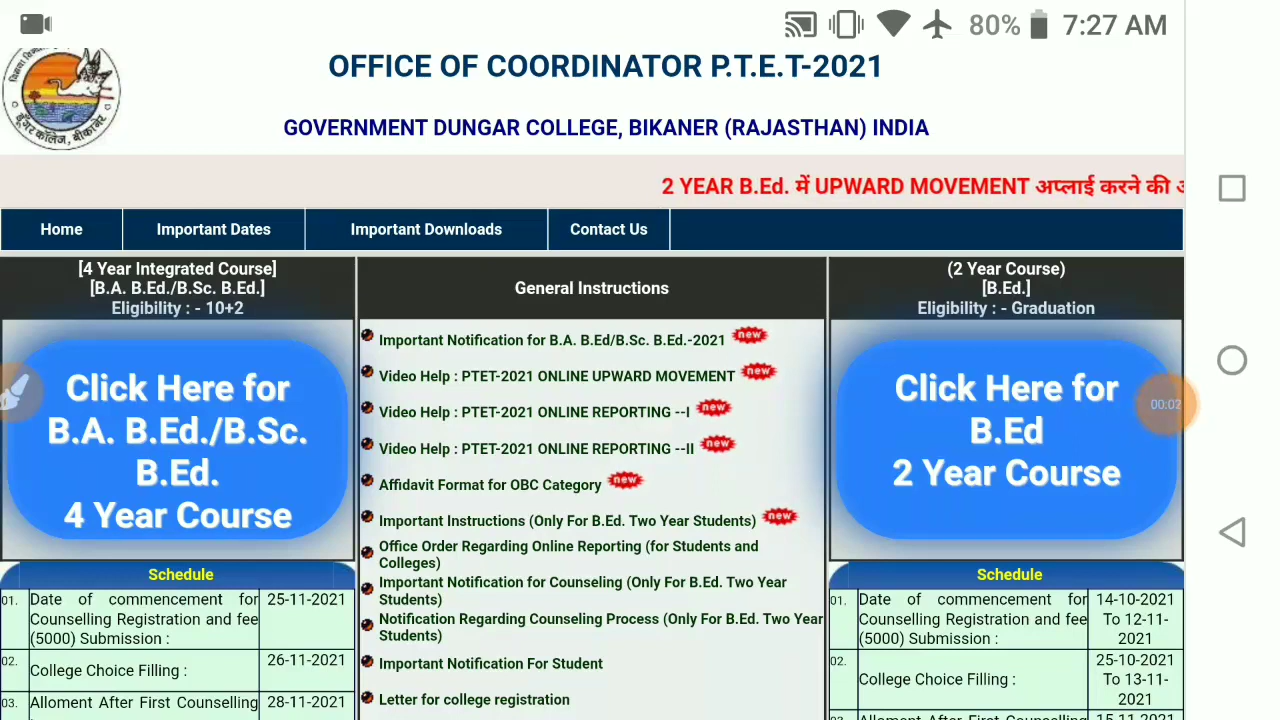 80% 7:27 AM
OFFICE OF COORDINATOR P.T.E.T-2021
डूँगर कॉलेज, बीकानेर
GOVERNMENT DUNGAR COLLEGE, BIKANER (RAJASTHAN) INDIA
2 YEAR B.Ed. में UPWARD MOVEMENT अप्लाई करने की
Home Important Dates Important Downloads Contact Us
[4 Year Integrated Course]
[B.A. B.Ed./B.Sc. B.Ed.]
Eligibility : - 10+2
Click Here for
B.A. B.Ed./B.Sc.
B.Ed.
4 Year Course
Schedule
01. Date of commencement for 25-11-2021
Counselling Registration and fee
(5000) Submission :
02. College Choice Filling : 26-11-2021
03. Alloment After First Counselling 28-11-2021
General Instructions
Important Notification for B.A. B.Ed/B.Sc. B.Ed.-2021 new
Video Help : PTET-2021 ONLINE UPWARD MOVEMENT new
Video Help : PTET-2021 ONLINE REPORTING --I new
Video Help : PTET-2021 ONLINE REPORTING --II new
Affidavit Format for OBC Category new
Important Instructions (Only For B.Ed. Two Year Students) new
Office Order Regarding Online Reporting (for Students and
Colleges)
Important Notification for Counseling (Only For B.Ed. Two Year
Students)
Notification Regarding Counseling Process (Only For B.Ed. Two Year
Students)
Important Notification For Student
Letter for college registration
(2 Year Course)
[B.Ed.]
Eligibility : - Graduation
Click Here for
B.Ed
2 Year Course
00:02
Schedule
01. Date of commencement for 14-10-2021
Counselling Registration and fee To 12-11-
(5000) Submission : 2021
02. College Choice Filling : 25-10-2021
To 13-11-
2021
Alloment After First Counselling 15-11-2021